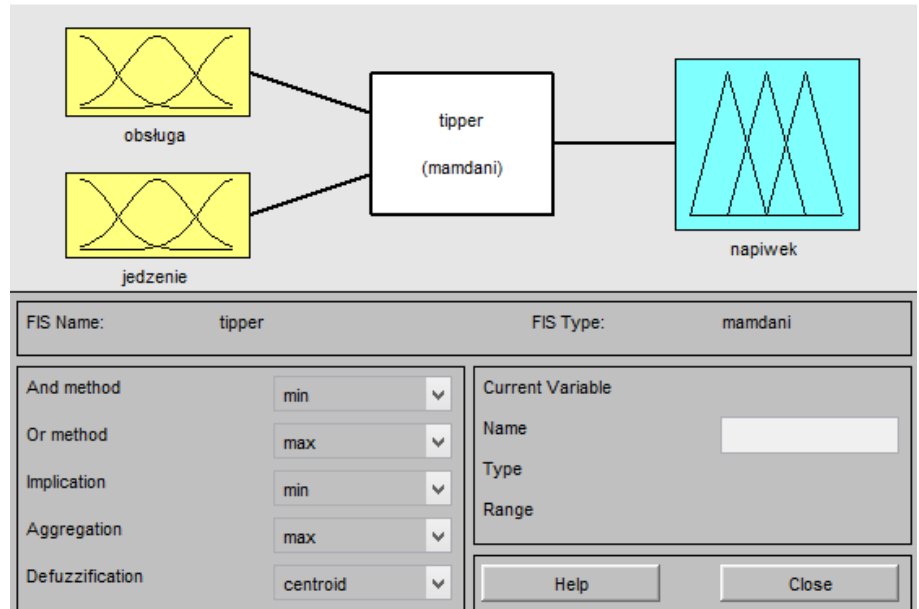 obsługa
tipper
(mamdani)
jedzenie
napiwek
FIS Name: tipper FIS Type: mamdani
And method min
Or method max
Implication min
Aggregation max
Defuzzification centroid
Current Variable
Name
Type
Range
Help Close